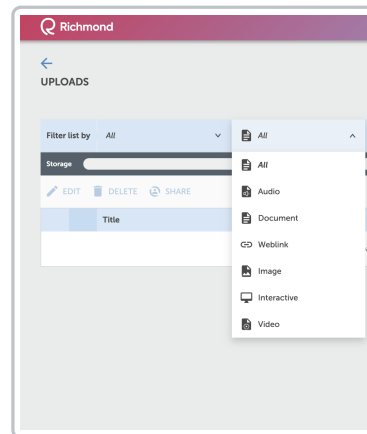 Richmond
UPLOADS
Filter list by All All
Storage All
EDIT DELETE SHARE Audio
Title Document
Weblink
Image
Interactive
Video